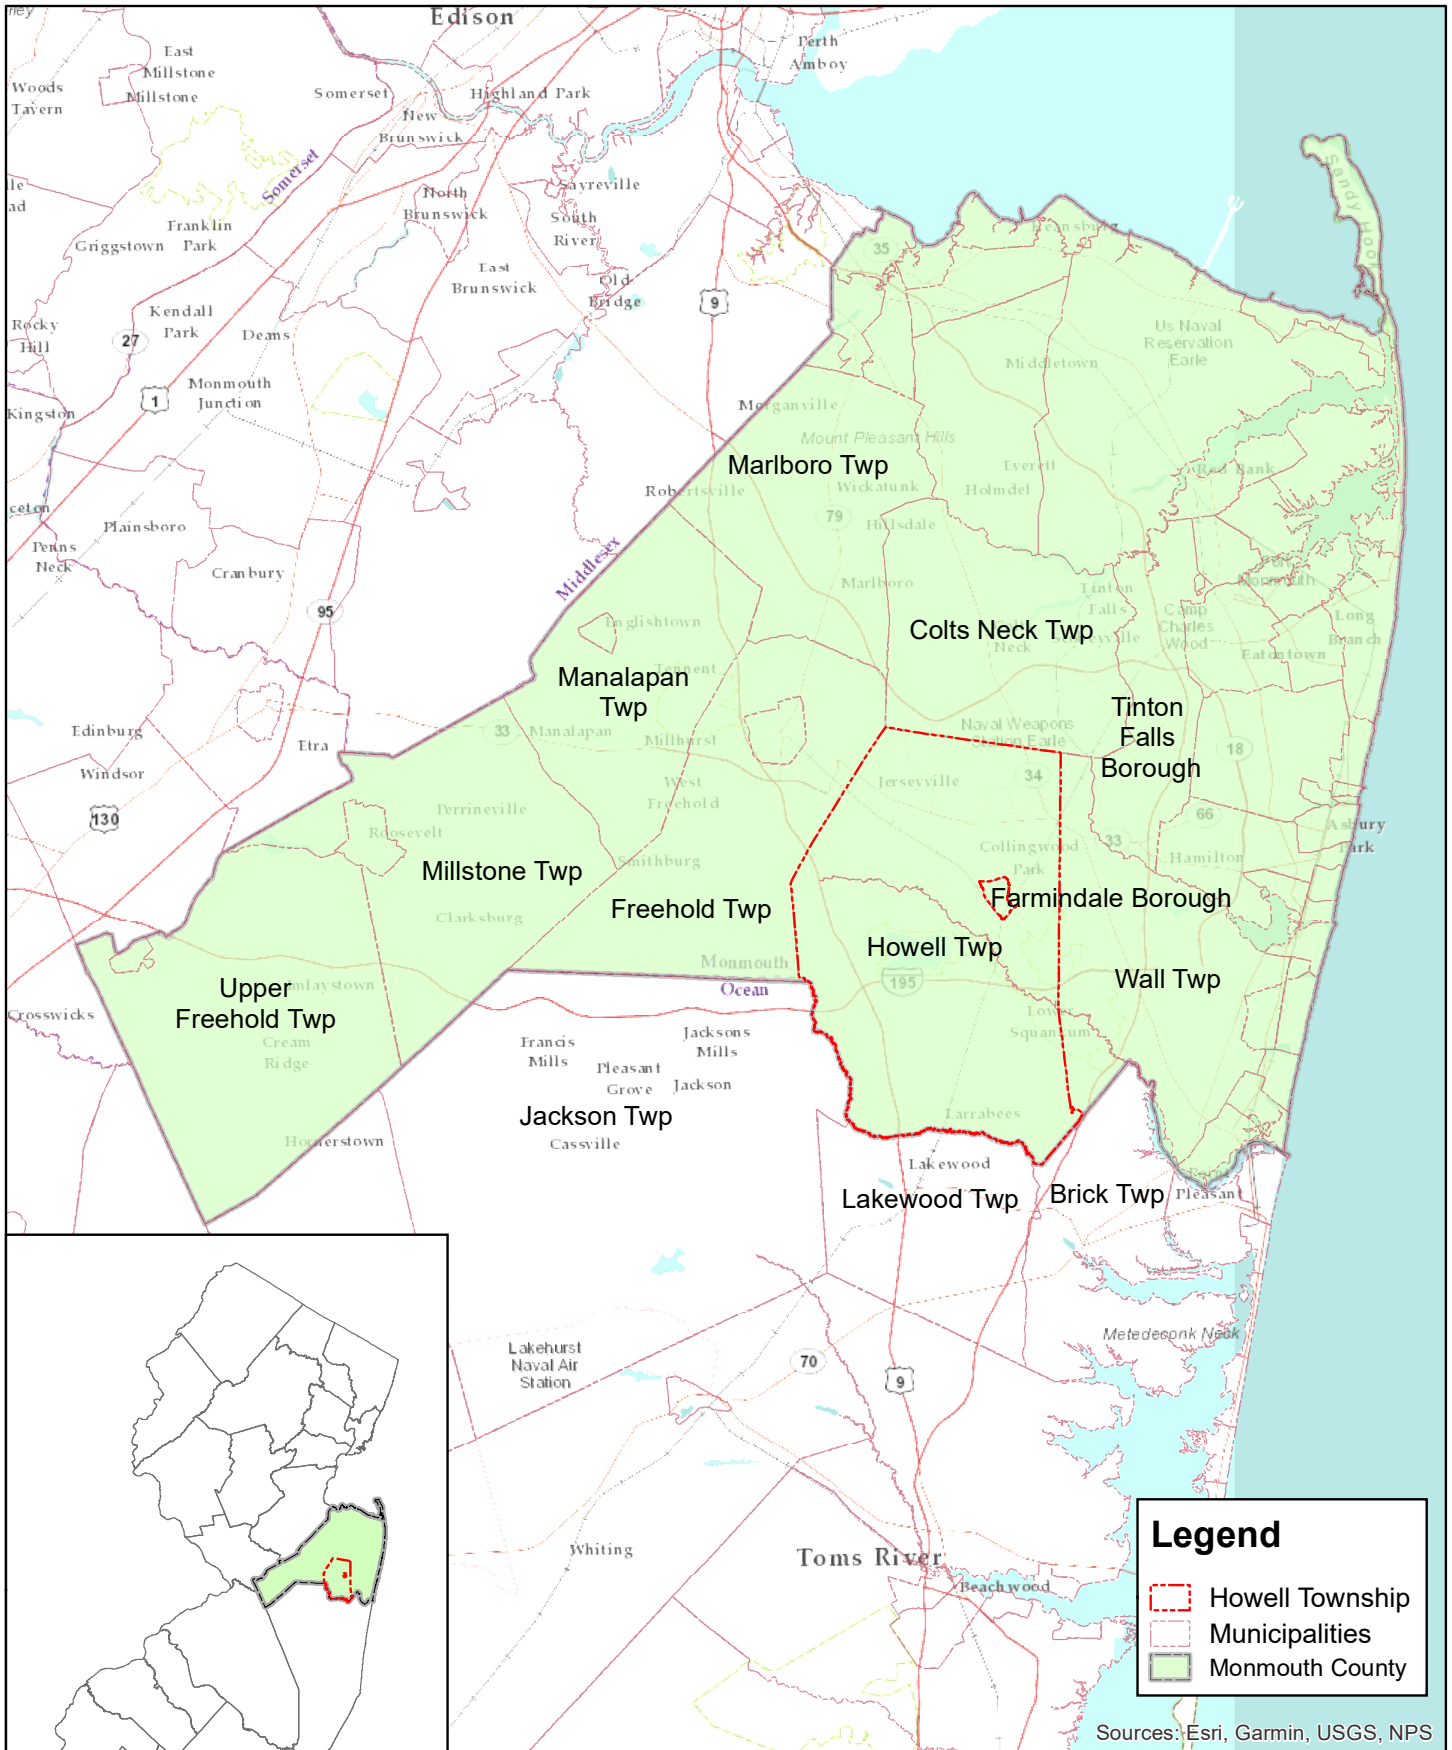 Edison
Perth
Amboy
East
Millstone
Millstone
Woods
Tavern
Somerset
Highland Park
New
Brunswick
Somerset
North
Brunswick
Sayreville
South
River
Franklin
Park
Griggstown
East
Brunswick
Old
Bridge
Sandy Hook
35
Keansburg
9
Kendall
Park
Rocky
Hill
27
Deans
Us Naval
Reservation
Earle
Middletown
1
Monmouth
Junction
Kingston
Morganville
Mount Pleasant Hills
Marlboro Twp
Everett
Red Bank
Robertsville
Wickatunk
Holmdel
ceton
79
Hillsdale
Plainsboro
Penns
Neck
Middlesex
Cranbury
Marlboro
Tinton
Falls
Camp
Charles
Wood
Monmouth
95
Englishtown
Colts Neck Twp
Neck
Long
Branch
Eatontown
Tennent
Manalapan
Twp
33
Manalapan
Millhurst
Naval Weapons
Station Earle
Tinton
Falls
Borough
18
Edinburg
Etra
Windsor
West
Freehold
Jerseyville
34
130
Perrineville
Roosevelt
66
33
Asbury
Park
Millstone Twp
Smithburg
Collingwood
Park
Hamilton
Clarksburg
Freehold Twp
Farmindale Borough
Howell Twp
Monmouth
Ocean
195
Wall Twp
Upper
Freehold Twp
Crosswicks
Cream
Ridge
Lower
Squankum
Francis
Mills
Jacksons
Mills
Pleasant
Grove
Jackson
Jackson Twp
Cassville
Larrabees
Hornerstown
Lakewood
Lakewood Twp
Brick Twp
Point
Pleasant
Metedeconk Neck
Lakehurst
Naval Air
Station
70
9
Whiting
Toms River
Beachwood
Legend
Howell Township
Municipalities
Monmouth County
Sources: Esri, Garmin, USGS, NPS